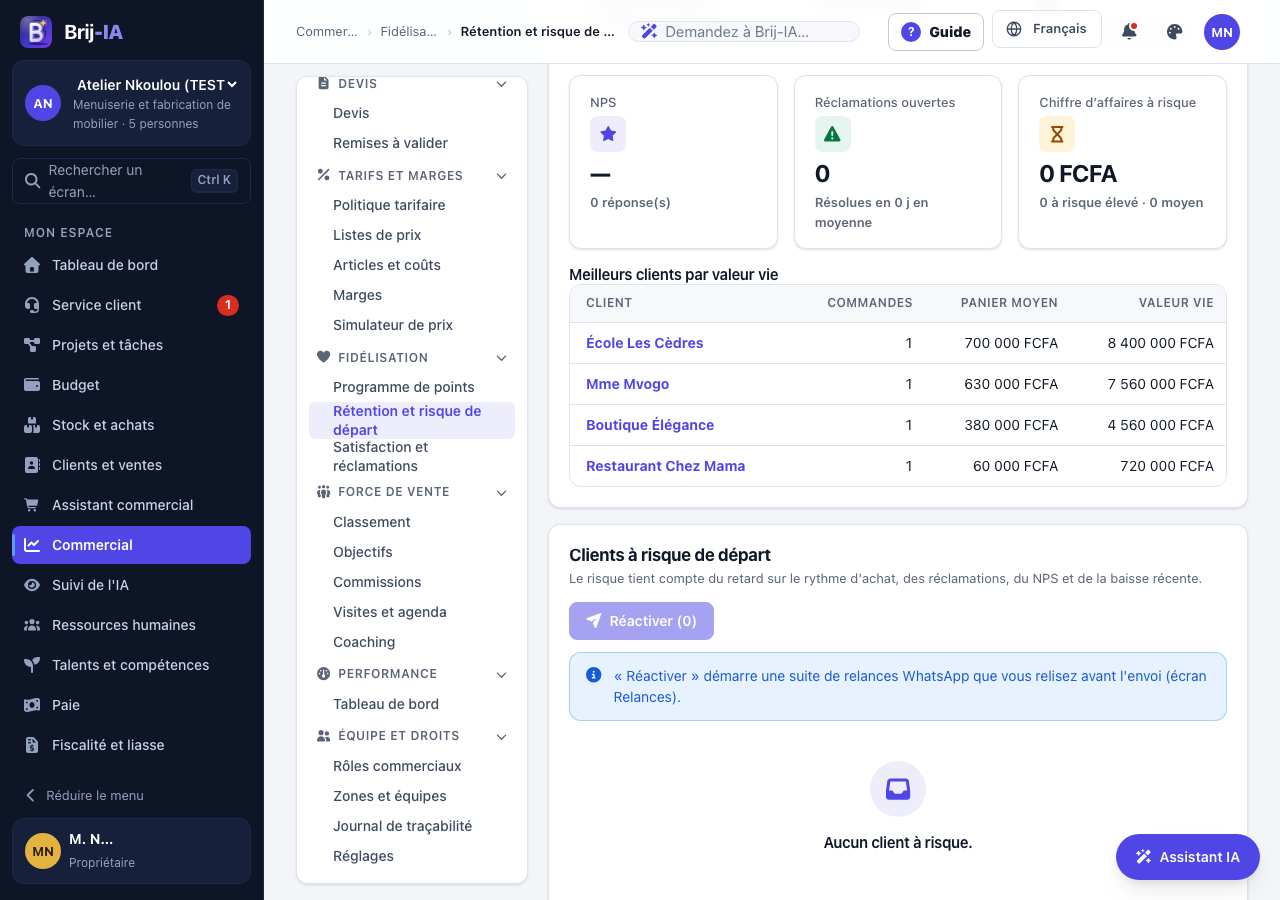 Brij-IA
AN
Atelier Nkoulou (TEST
Menuiserie et fabrication de
mobilier · 5 personnes
Rechercher un
écran...
Ctrl K
MON ESPACE
Tableau de bord
Service client
1
Projets et tâches
Budget
Stock et achats
Clients et ventes
Assistant commercial
Commercial
Suivi de l'IA
Ressources humaines
Talents et compétences
Paie
Fiscalité et liasse
Réduire le menu
MN
M. N...
Propriétaire
Commer... › Fidélisa... › Rétention et risque de ...
Demandez à Brij-IA...
? Guide
Français
MN
DEVIS
Devis
Remises à valider
TARIFS ET MARGES
Politique tarifaire
Listes de prix
Articles et coûts
Marges
Simulateur de prix
FIDÉLISATION
Programme de points
Rétention et risque de
départ
Satisfaction et
réclamations
FORCE DE VENTE
Classement
Objectifs
Commissions
Visites et agenda
Coaching
PERFORMANCE
Tableau de bord
ÉQUIPE ET DROITS
Rôles commerciaux
Zones et équipes
Journal de traçabilité
Réglages
NPS
—
0 réponse(s)
Réclamations ouvertes
0
Résolues en 0 j en
moyenne
Chiffre d'affaires à risque
0 FCFA
0 à risque élevé · 0 moyen
Meilleurs clients par valeur vie
CLIENT COMMANDES PANIER MOYEN VALEUR VIE
École Les Cèdres 1 700 000 FCFA 8 400 000 FCFA
Mme Mvogo 1 630 000 FCFA 7 560 000 FCFA
Boutique Élégance 1 380 000 FCFA 4 560 000 FCFA
Restaurant Chez Mama 1 60 000 FCFA 720 000 FCFA
Clients à risque de départ
Le risque tient compte du retard sur le rythme d'achat, des réclamations, du NPS et de la baisse récente.
Réactiver (0)
« Réactiver » démarre une suite de relances WhatsApp que vous relisez avant l'envoi (écran
Relances).
Aucun client à risque.
Assistant IA